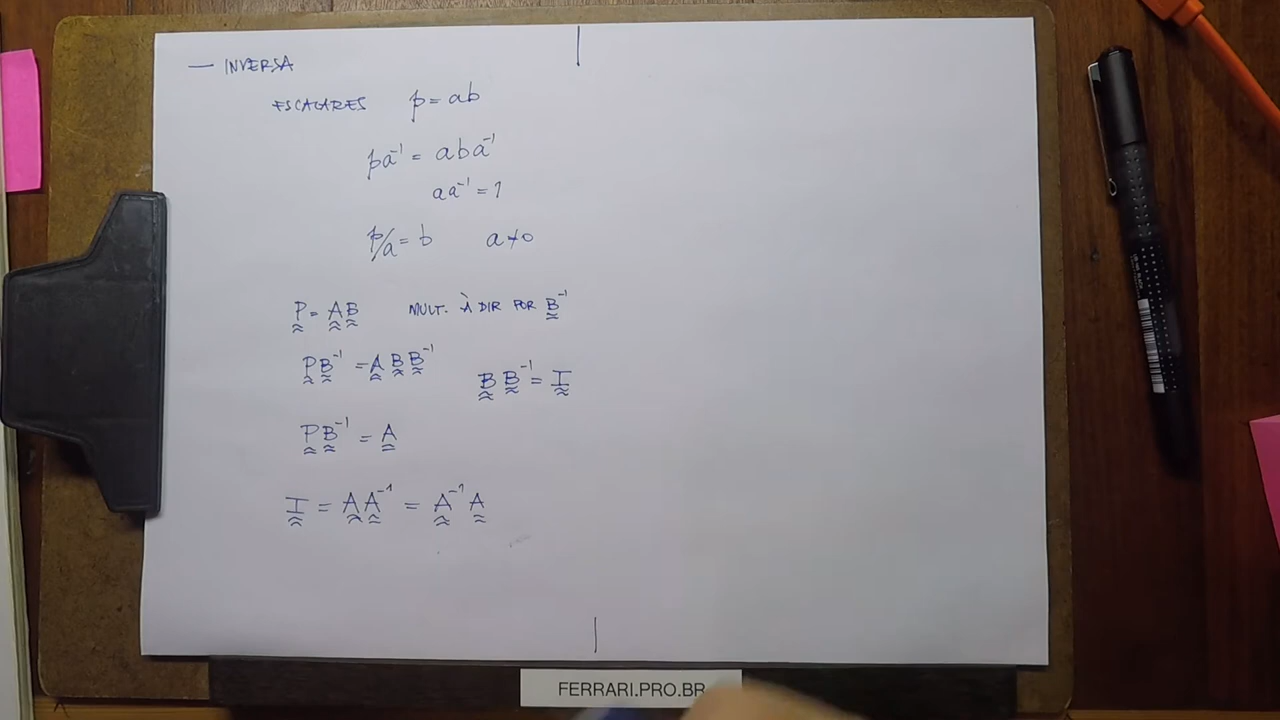 — INVERSA
ESCALARES p = ab
pa⁻¹ = aba⁻¹
aa⁻¹ = 1
p/a = b a≠0
P = AB MULT. À DIR POR B⁻¹
PB⁻¹ = ABB⁻¹
BB⁻¹ = I
PB⁻¹ = A
I = AA⁻¹ = A⁻¹A
FERRARI.PRO.BR